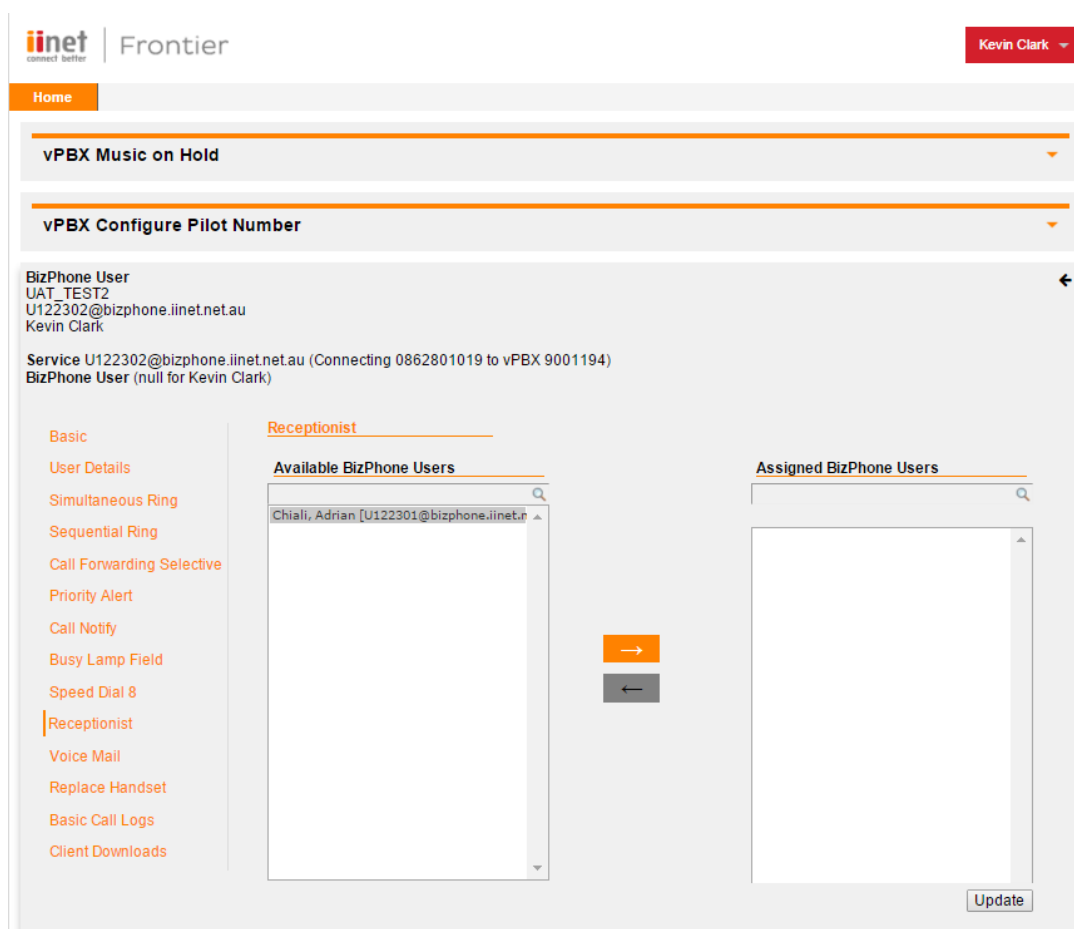 iinet
connect better
Frontier
Kevin Clark
Home
vPBX Music on Hold
vPBX Configure Pilot Number
BizPhone User
UAT_TEST2
U122302@bizphone.iinet.net.au
Kevin Clark
Service U122302@bizphone.iinet.net.au (Connecting 0862801019 to vPBX 9001194)
BizPhone User (null for Kevin Clark)
Basic
User Details
Simultaneous Ring
Sequential Ring
Call Forwarding Selective
Priority Alert
Call Notify
Busy Lamp Field
Speed Dial 8
Receptionist
Voice Mail
Replace Handset
Basic Call Logs
Client Downloads
Receptionist
Available BizPhone Users
Chiali, Adrian [U122301@bizphone.iinet.n
→
←
Assigned BizPhone Users
Update